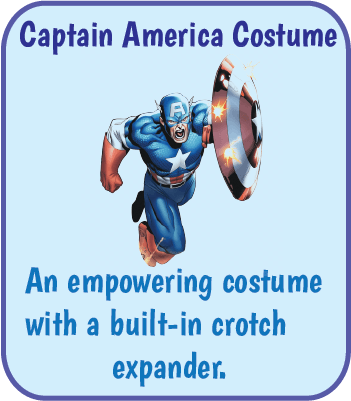 Captain America Costume
An empowering costume
with a built-in crotch
expander.